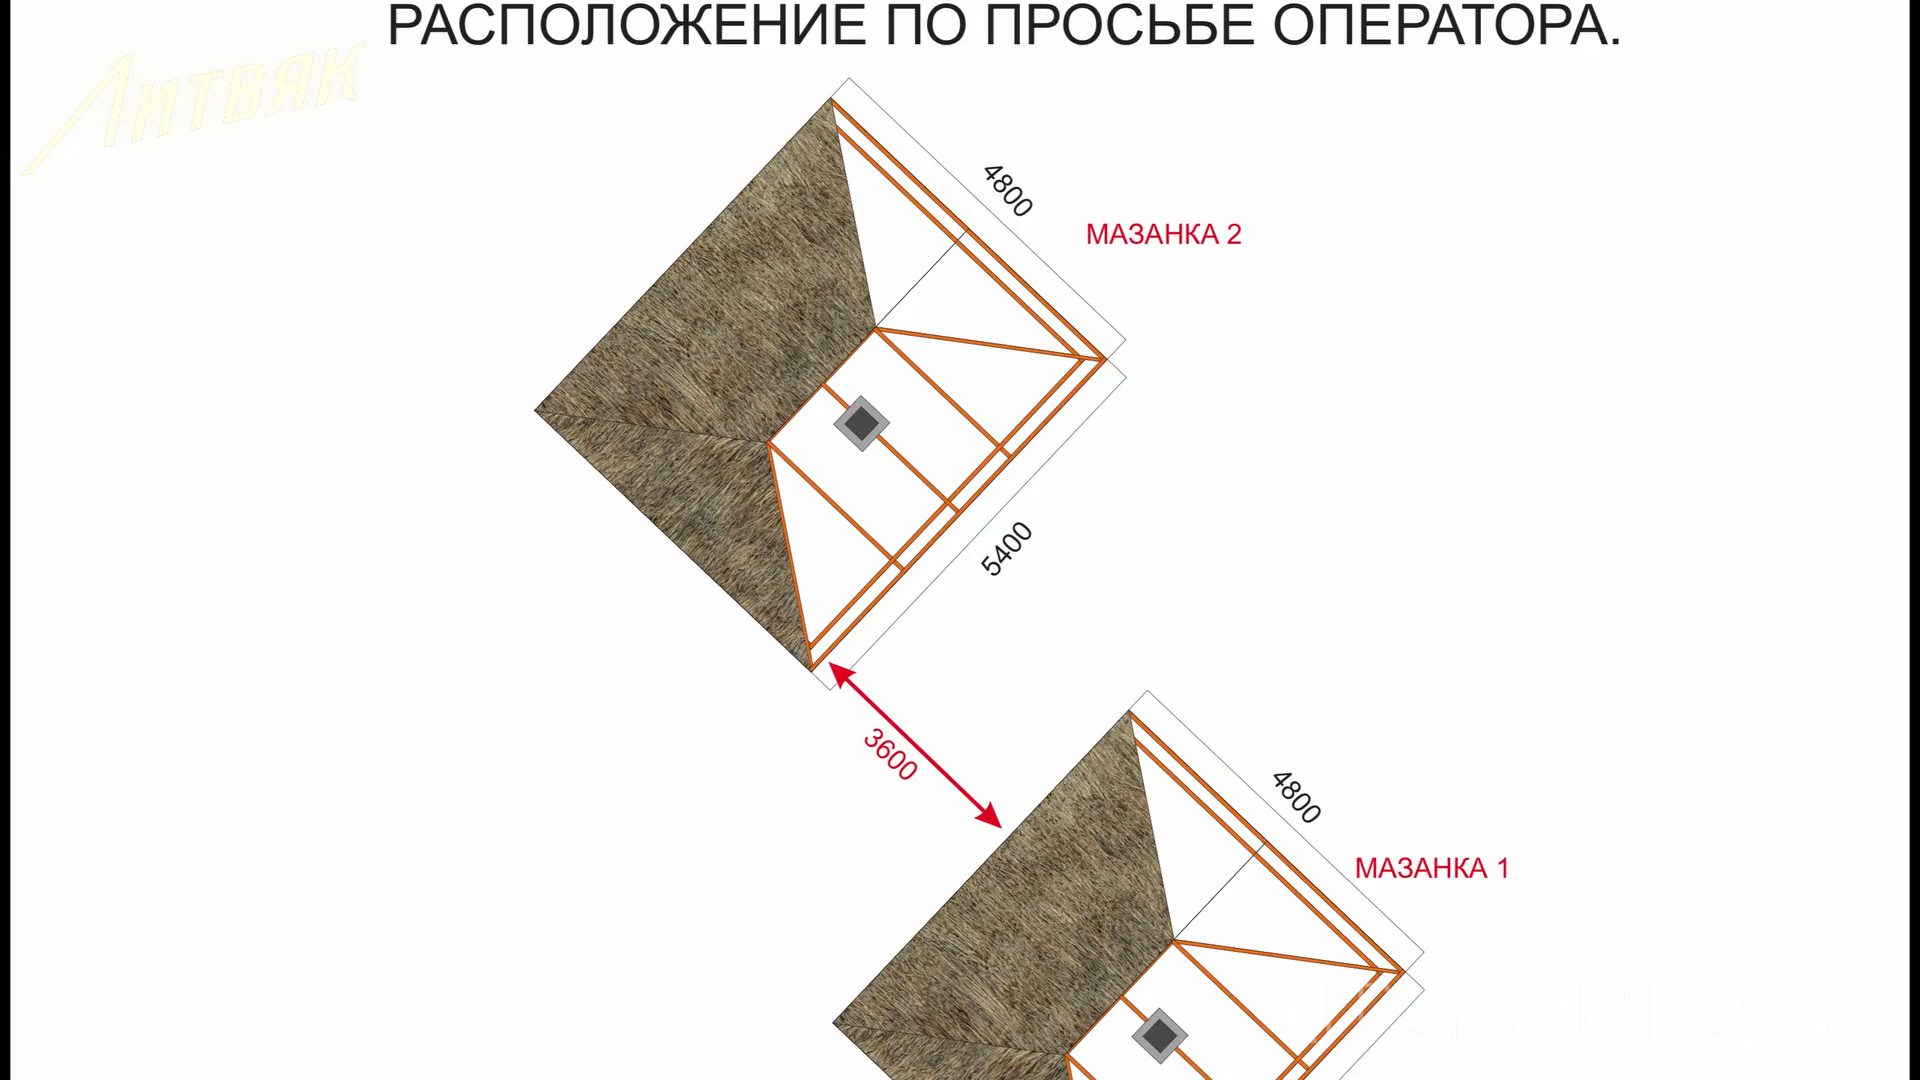 РАСПОЛОЖЕНИЕ ПО ПРОСЬБЕ ОПЕРАТОРА.
Литвяк
4800
МАЗАНКА 2
5400
3600
4800
МАЗАНКА 1